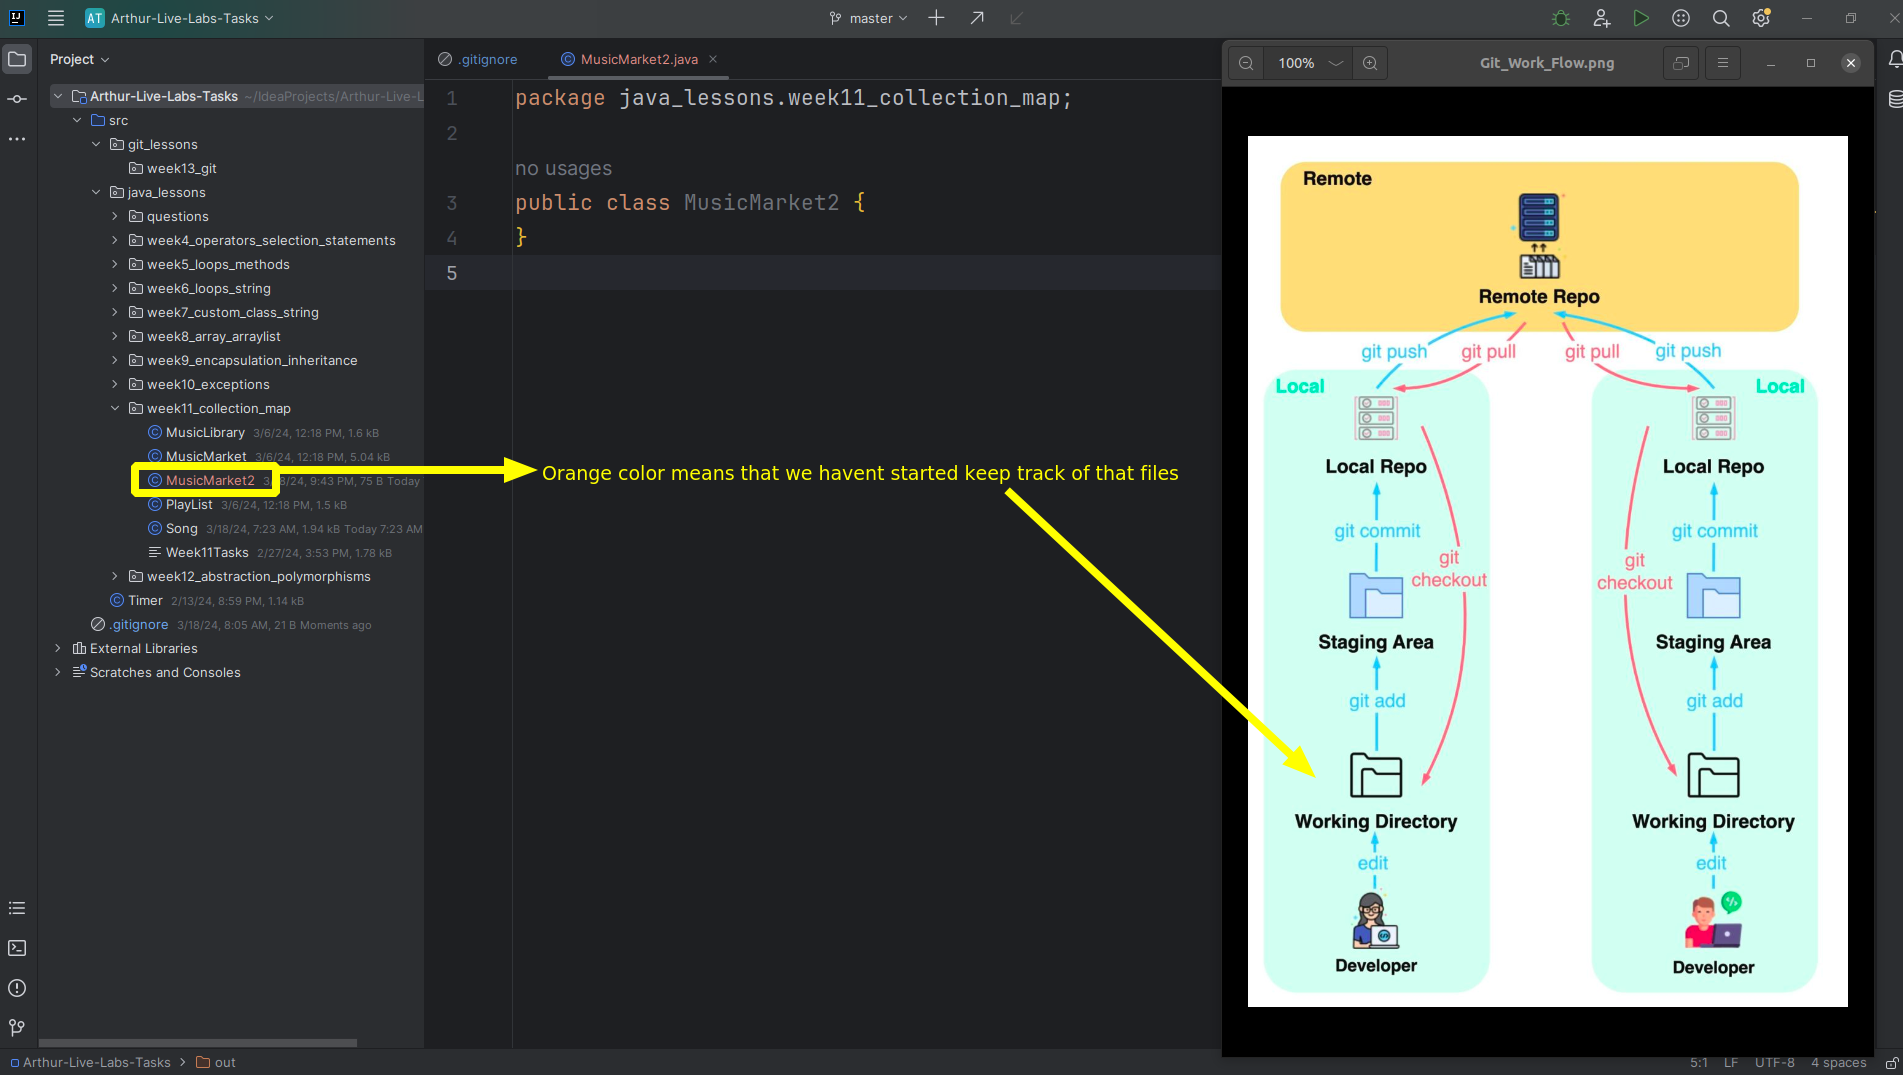 AT Arthur-Live-Labs-Tasks
master
Project
Arthur-Live-Labs-Tasks ~/IdeaProjects/Arthur-Live-L
src
git_lessons
week13_git
java_lessons
questions
week4_operators_selection_statements
week5_loops_methods
week6_loops_string
week7_custom_class_string
week8_array_arraylist
week9_encapsulation_inheritance
week10_exceptions
week11_collection_map
MusicLibrary 3/6/24, 12:18 PM, 1.6 kB
MusicMarket 3/6/24, 12:18 PM, 5.04 kB
MusicMarket2 8/24, 9:43 PM, 75 B Today
PlayList 3/6/24, 12:18 PM, 1.5 kB
Song 3/18/24, 7:23 AM, 1.94 kB Today 7:23 AM
Week11Tasks 2/27/24, 3:53 PM, 1.78 kB
week12_abstraction_polymorphisms
Timer 2/13/24, 8:59 PM, 1.14 kB
.gitignore 3/18/24, 8:05 AM, 21 B Moments ago
External Libraries
Scratches and Consoles
.gitignore
MusicMarket2.java
1 package java_lessons.week11_collection_map;
2
no usages
3 public class MusicMarket2 {
4 }
5
Orange color means that we havent started keep track of that files
100%
Git_Work_Flow.png
Remote
Remote Repo
git push
git pull
git pull
git push
Local
Local
Local Repo
Local Repo
git commit
git commit
git
checkout
git
checkout
Staging Area
Staging Area
git add
git add
Working Directory
Working Directory
edit
edit
Developer
Developer
Arthur-Live-Labs-Tasks > out
5:1 LF UTF-8 4 spaces